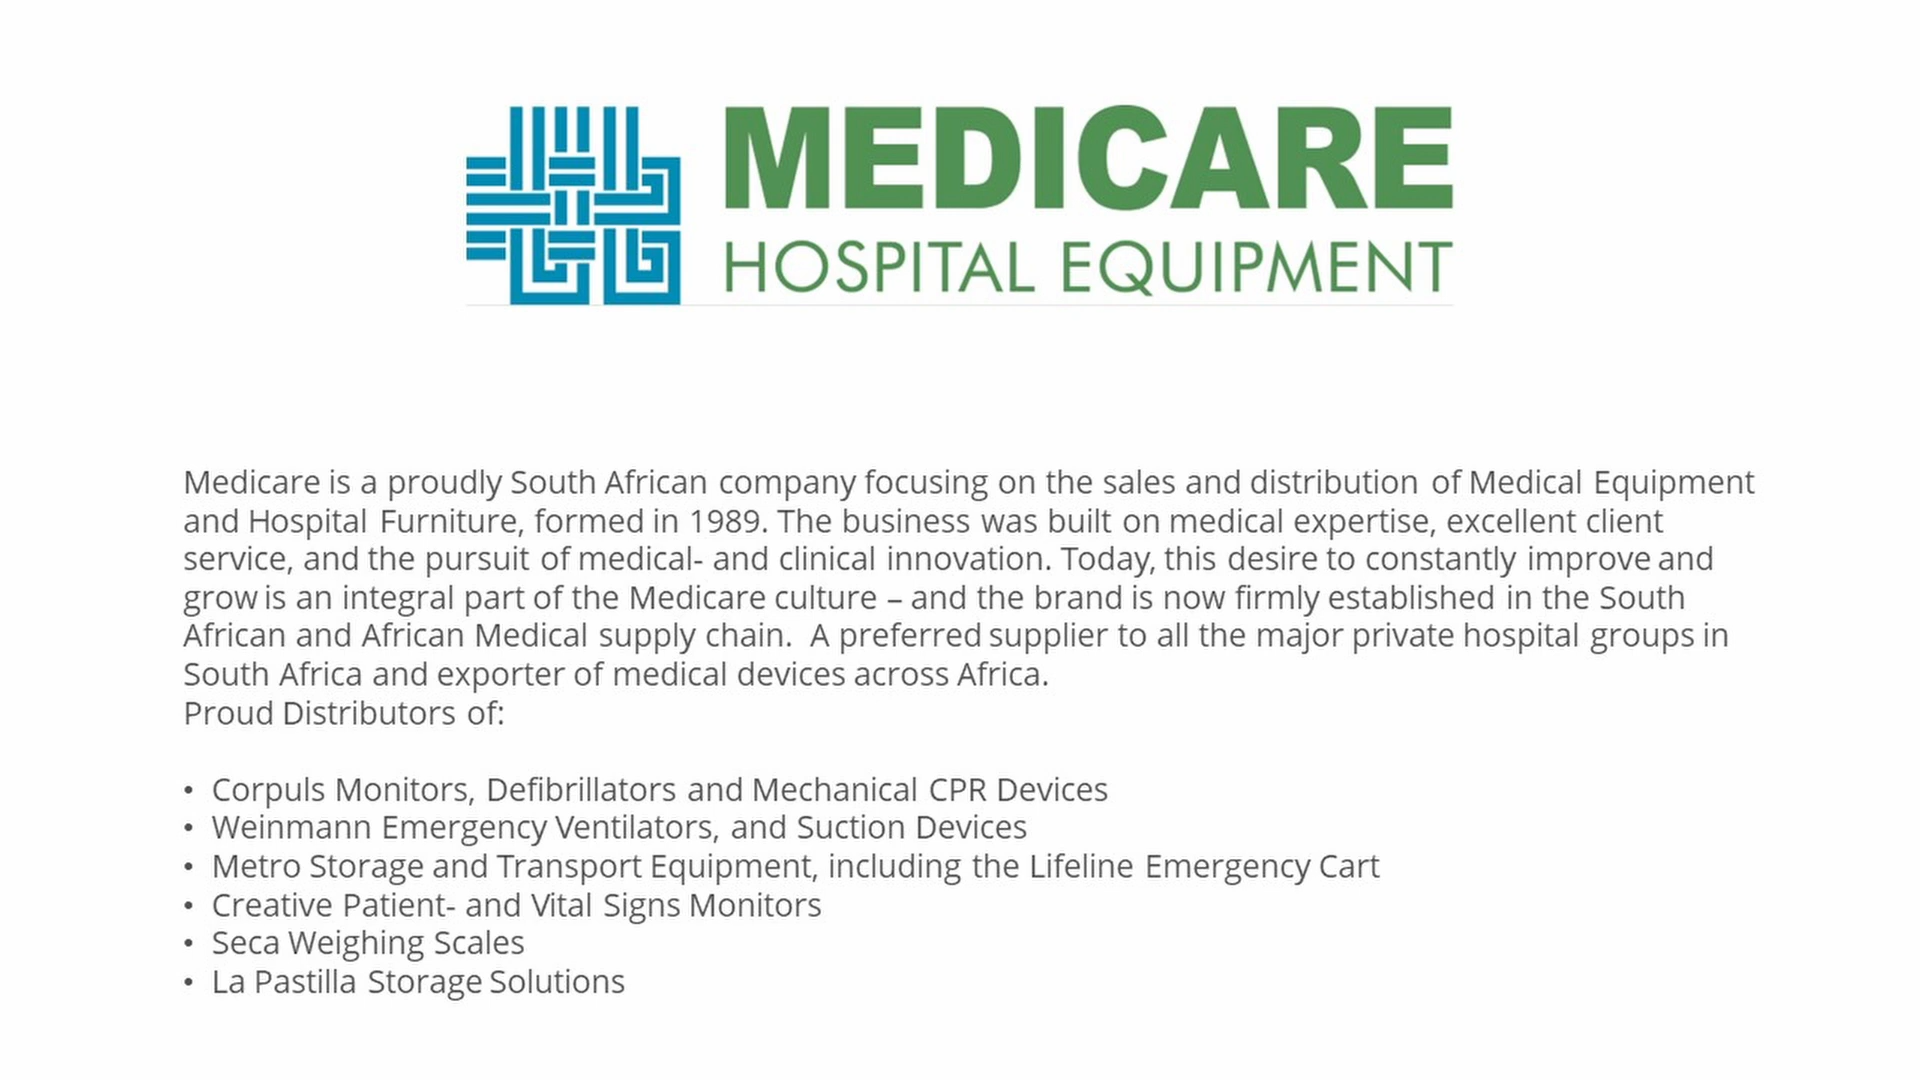 MEDICARE
HOSPITAL EQUIPMENT
Medicare is a proudly South African company focusing on the sales and distribution of Medical Equipment
and Hospital Furniture, formed in 1989. The business was built on medical expertise, excellent client
service, and the pursuit of medical- and clinical innovation. Today, this desire to constantly improve and
grow is an integral part of the Medicare culture – and the brand is now firmly established in the South
African and African Medical supply chain.  A preferred supplier to all the major private hospital groups in
South Africa and exporter of medical devices across Africa.
Proud Distributors of:
• Corpuls Monitors, Defibrillators and Mechanical CPR Devices
• Weinmann Emergency Ventilators, and Suction Devices
• Metro Storage and Transport Equipment, including the Lifeline Emergency Cart
• Creative Patient- and Vital Signs Monitors
• Seca Weighing Scales
• La Pastilla Storage Solutions